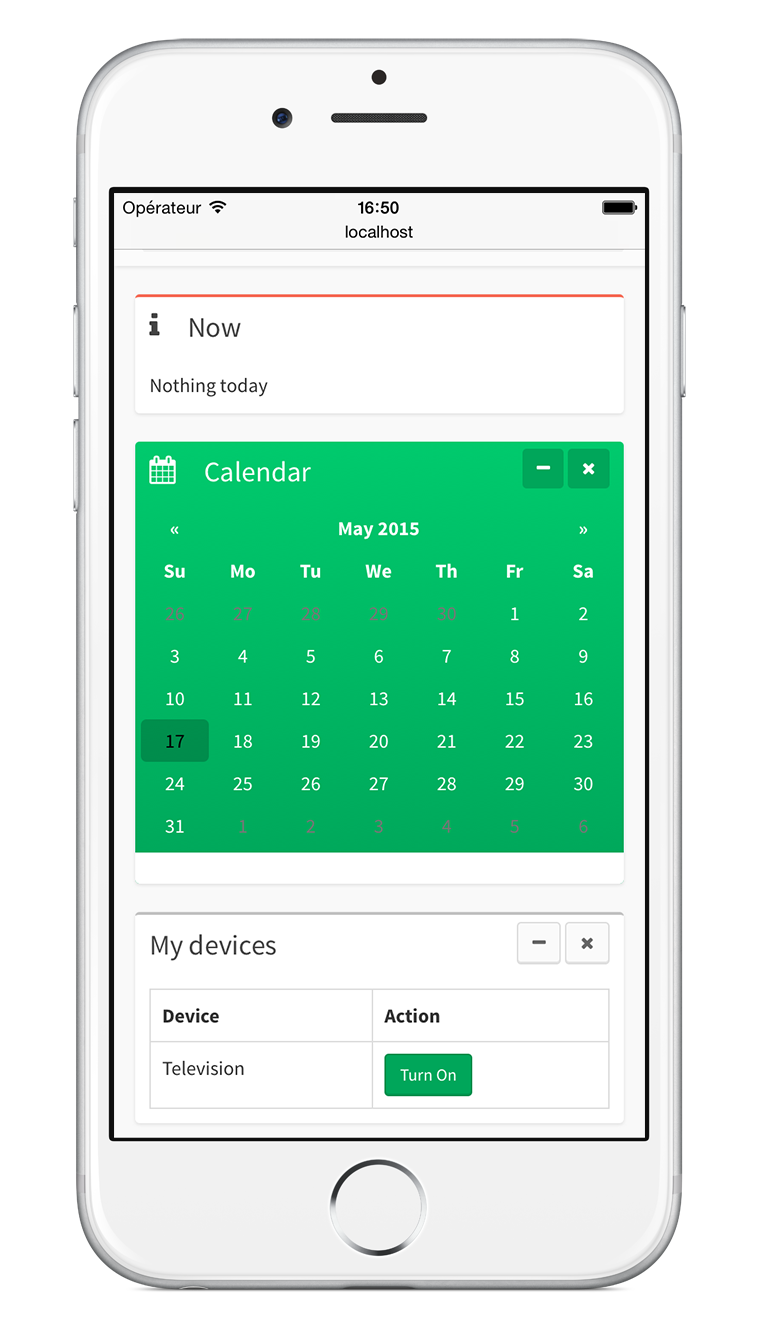 Opérateur 16:50
localhost
Now
Nothing today
Calendar
« May 2015 »
Su Mo Tu We Th Fr Sa
26 27 28 29 30 1 2
3 4 5 6 7 8 9
10 11 12 13 14 15 16
17 18 19 20 21 22 23
24 25 26 27 28 29 30
31 1 2 3 4 5 6
My devices
Device Action
Television Turn On